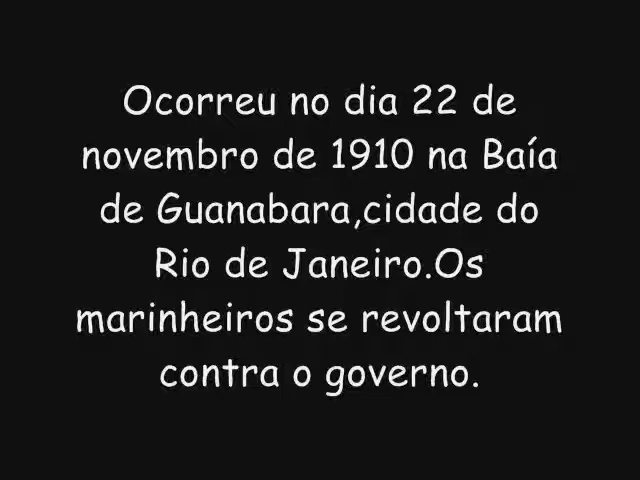 Ocorreu no dia 22 de
novembro de 1910 na Baía
de Guanabara,cidade do
Rio de Janeiro.Os
marinheiros se revoltaram
contra o governo.